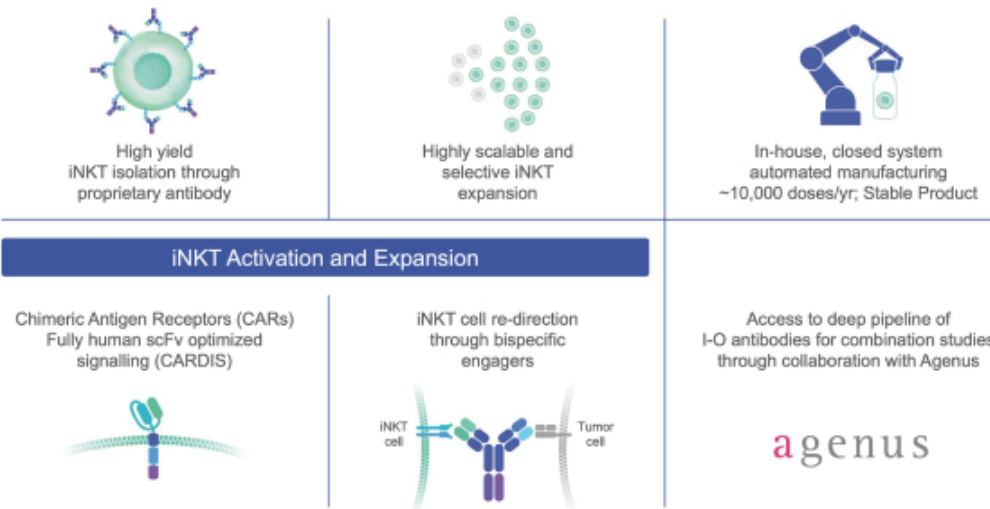 High yield
iNKT isolation through
proprietary antibody
Highly scalable and
selective iNKT
expansion
In-house, closed system
automated manufacturing
~10,000 doses/yr; Stable Product
iNKT Activation and Expansion
Chimeric Antigen Receptors (CARs)
Fully human scFv optimized
signalling (CARDIS)
iNKT cell re-direction
through bispecific
engagers
iNKT
cell
Tumor
cell
Access to deep pipeline of
I-O antibodies for combination studies
through collaboration with Agenus
agenus